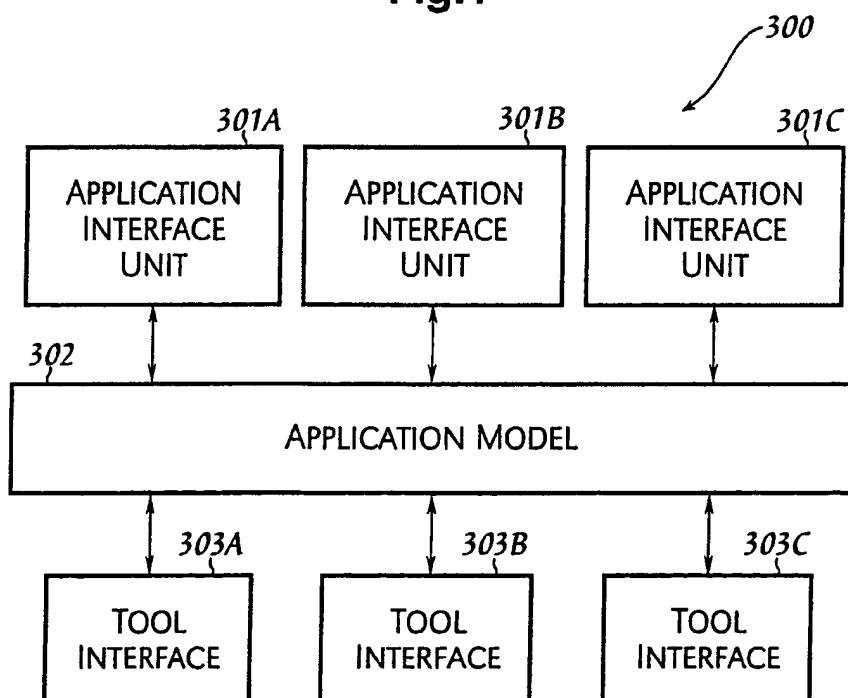 300
301A 301B 301C
APPLICATION INTERFACE UNIT
APPLICATION INTERFACE UNIT
APPLICATION INTERFACE UNIT
302
APPLICATION MODEL
303A 303B 303C
TOOL INTERFACE
TOOL INTERFACE
TOOL INTERFACE